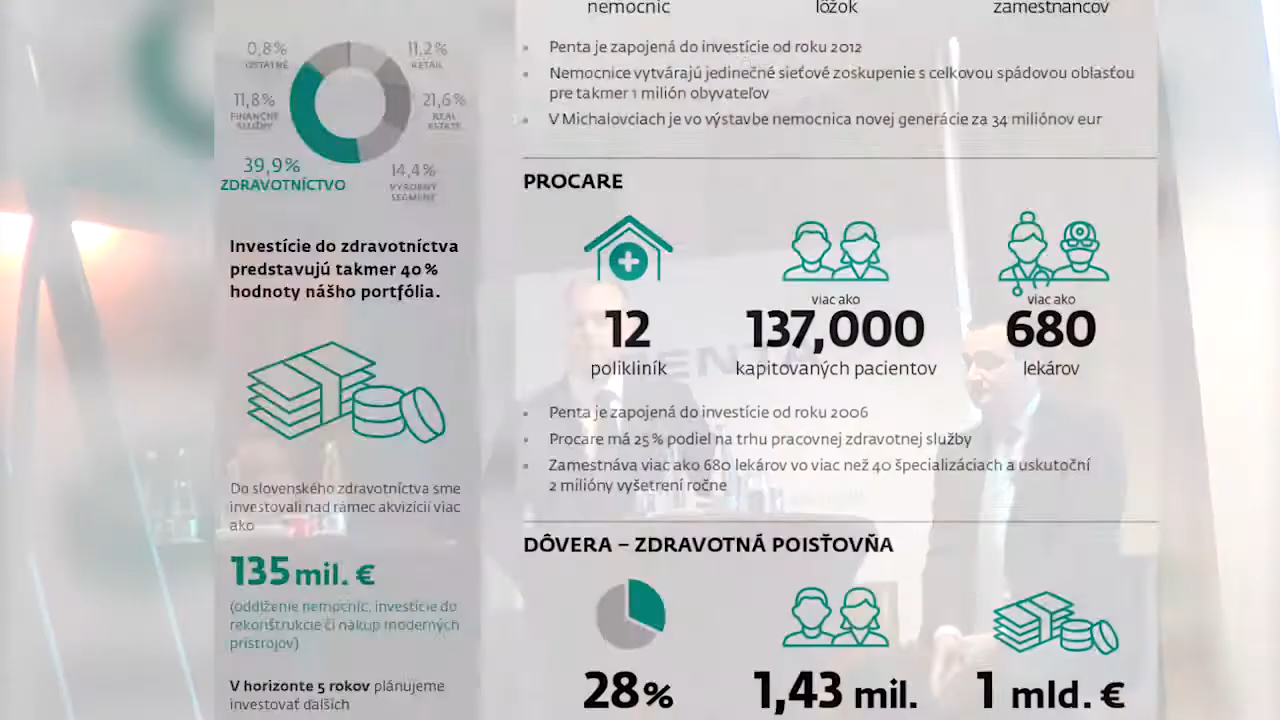 nemocníc
lôžok
zamestnancov
0,8%
OSTATNÉ
11,2%
RETAIL
11,8%
FINANČNÉ
SLUŽBY
21,6%
REAL
ESTATE
39,9%
ZDRAVOTNÍCTVO
14,4%
VÝROBNÝ
SEGMENT
Investície do zdravotníctva
predstavujú takmer 40%
hodnoty nášho portfólia.
Do slovenského zdravotníctva sme
investovali nad rámec akvizícií viac
ako
135 mil. €
(oddlženie nemocníc, investície do
rekonštrukcie či nákup moderných
prístrojov)
V horizonte 5 rokov plánujeme
investovať ďalších
Penta je zapojená do investície od roku 2012
Nemocnice vytvárajú jedinečné sieťové zoskupenie s celkovou spádovou oblasťou
pre takmer 1 milión obyvateľov
V Michalovciach je vo výstavbe nemocnica novej generácie za 34 miliónov eur
PROCARE
12
polikliník
viac ako
137,000
kapitovaných pacientov
viac ako
680
lekárov
Penta je zapojená do investície od roku 2006
Procare má 25% podiel na trhu pracovnej zdravotnej služby
Zamestnáva viac ako 680 lekárov vo viac než 40 špecializáciach a uskutoční
2 milióny vyšetrení ročne
DÔVERA – ZDRAVOTNÁ POISŤOVŇA
28%
1,43 mil.
1 mld. €
PENTA